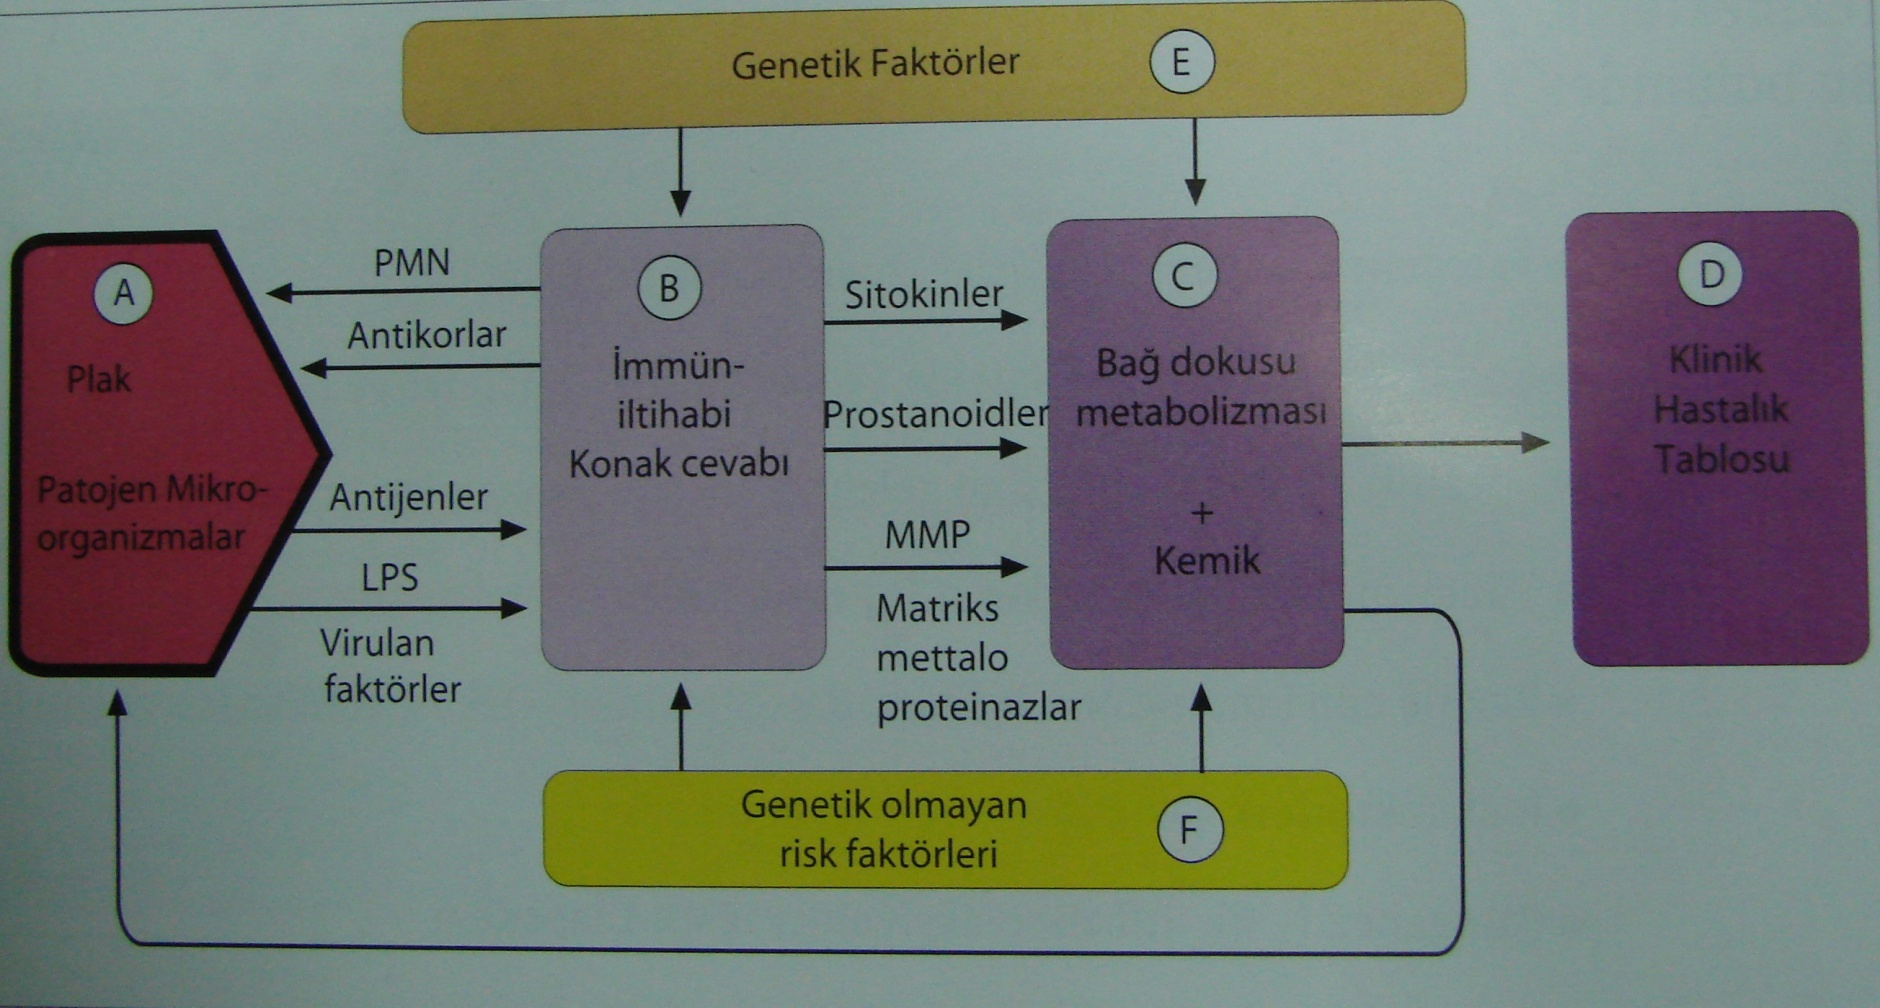 Genetik Faktörler
E
A
Plak
Patojen Mikro-
organizmalar
PMN
Antikorlar
Antijenler
LPS
Virulan
faktörler
B
İmmün-
iltihabi
Konak cevabı
Sitokinler
Prostanoidler
MMP
Matriks
mettalo
proteinazlar
C
Bağ dokusu
metabolizması
+
Kemik
D
Klinik
Hastalık
Tablosu
Genetik olmayan
risk faktörleri
F